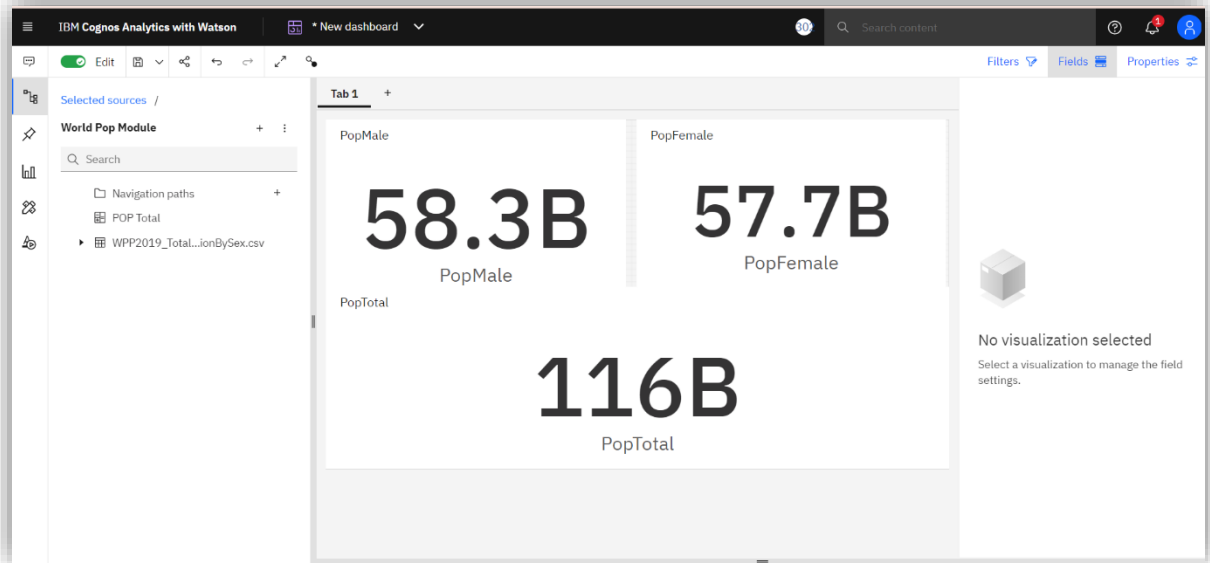 IBM Cognos Analytics with Watson
* New dashboard
302
Search content
1
Edit
Filters
Fields
Properties
Selected sources /
World Pop Module
Search
Navigation paths
POP Total
WPP2019_Total...ionBySex.csv
Tab 1
PopMale
58.3B
PopMale
PopFemale
57.7B
PopFemale
PopTotal
116B
PopTotal
No visualization selected
Select a visualization to manage the field
settings.